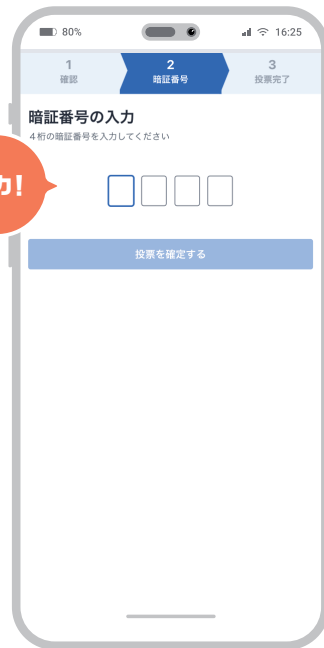 80%
16:25
1
確認
2
暗証番号
3
投票完了
暗証番号の入力
4桁の暗証番号を入力してください
力!
投票を確定する